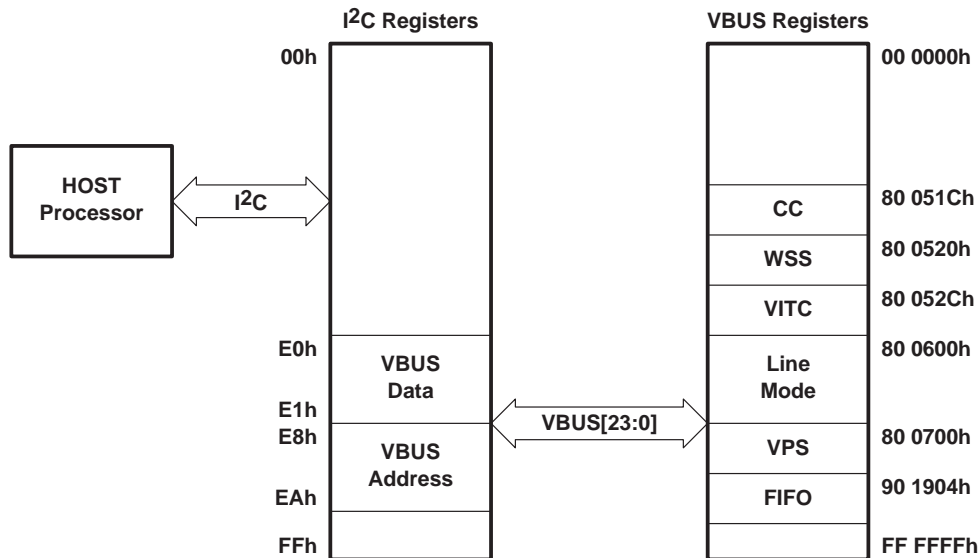 I2C Registers
VBUS Registers
00h
00 0000h
HOST
Processor
I2C
CC
80 051Ch
WSS
80 0520h
VITC
80 052Ch
E0h
VBUS
Data
E1h
Line
Mode
80 0600h
VBUS[23:0]
E8h
VBUS
Address
EAh
VPS
80 0700h
FIFO
90 1904h
FFh
FF FFFFh